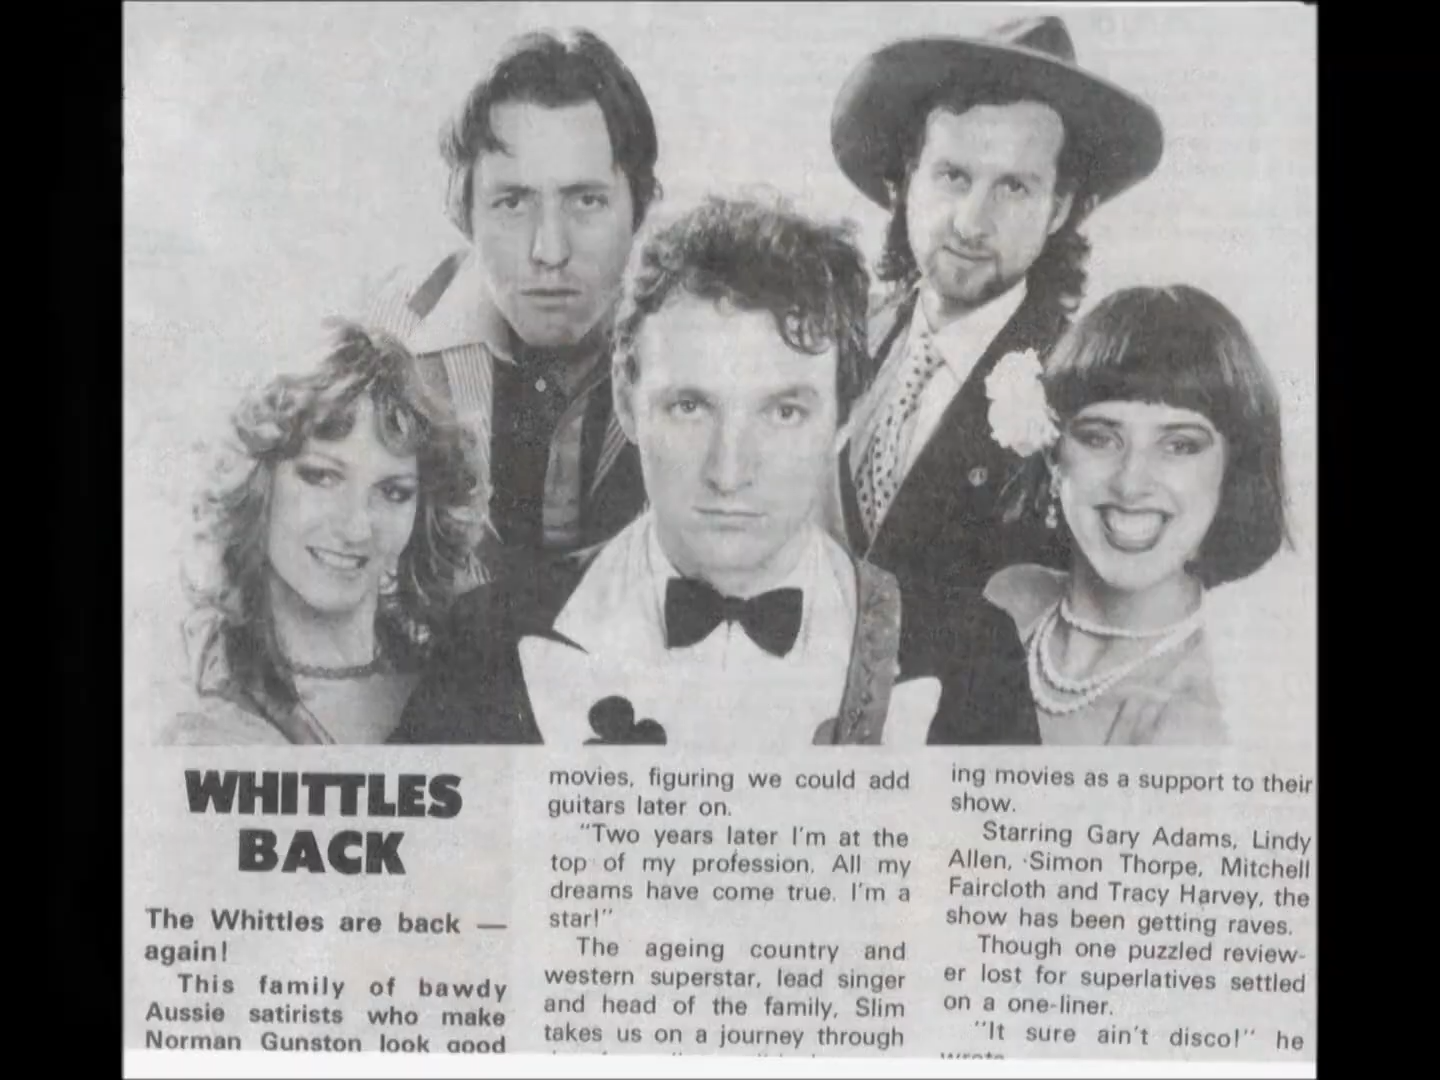 WHITTLES
BACK
The Whittles are back —
again!
This family of bawdy
Aussie satirists who make
Norman Gunston look good
movies, figuring we could add
guitars later on.
"Two years later I'm at the
top of my profession. All my
dreams have come true. I'm a
star!"
The ageing country and
western superstar, lead singer
and head of the family, Slim
takes us on a journey through
ing movies as a support to their
show.
Starring Gary Adams, Lindy
Allen, Simon Thorpe, Mitchell
Faircloth and Tracy Harvey, the
show has been getting raves.
Though one puzzled review-
er lost for superlatives settled
on a one-liner.
"It sure ain't disco!" he
wrote